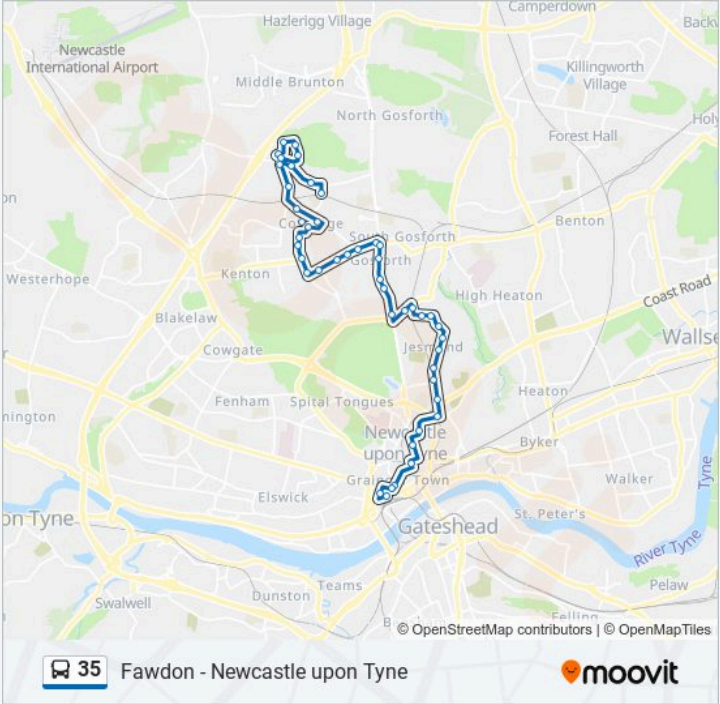 Camperdown
Hazlerigg Village
Newcastle
International Airport
Killingworth
Village
Middle Brunton
North Gosforth
Forest Hall
Benton
South Gosforth
Gosforth
Westerhope
Kenton
High Heaton
Coast Road
Blakelaw
Jesmond
Cowgate
Heaton
Fenham
Spital Tongues
Newcastle
upon Tyne
Byker
Grainger Town
Walker
Elswick
Tyne
St. Peter's
on Tyne
Gateshead
River Tyne
Teams
Pelaw
Dunston
Swalwell
Felling
© OpenStreetMap contributors | © OpenMapTiles
35 Fawdon - Newcastle upon Tyne
moovit